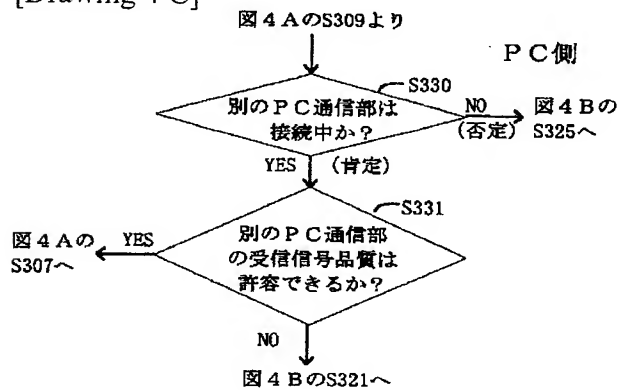 [Drawing 4C]
図4AのS309より
PC側
S330
別のPC通信部は
接続中か?
NO
(否定)
図4Bの
S325へ
YES (肯定)
S331
別のPC通信部
の受信信号品質は
許容できるか?
YES
図4Aの
S307へ
NO
図4BのS321へ